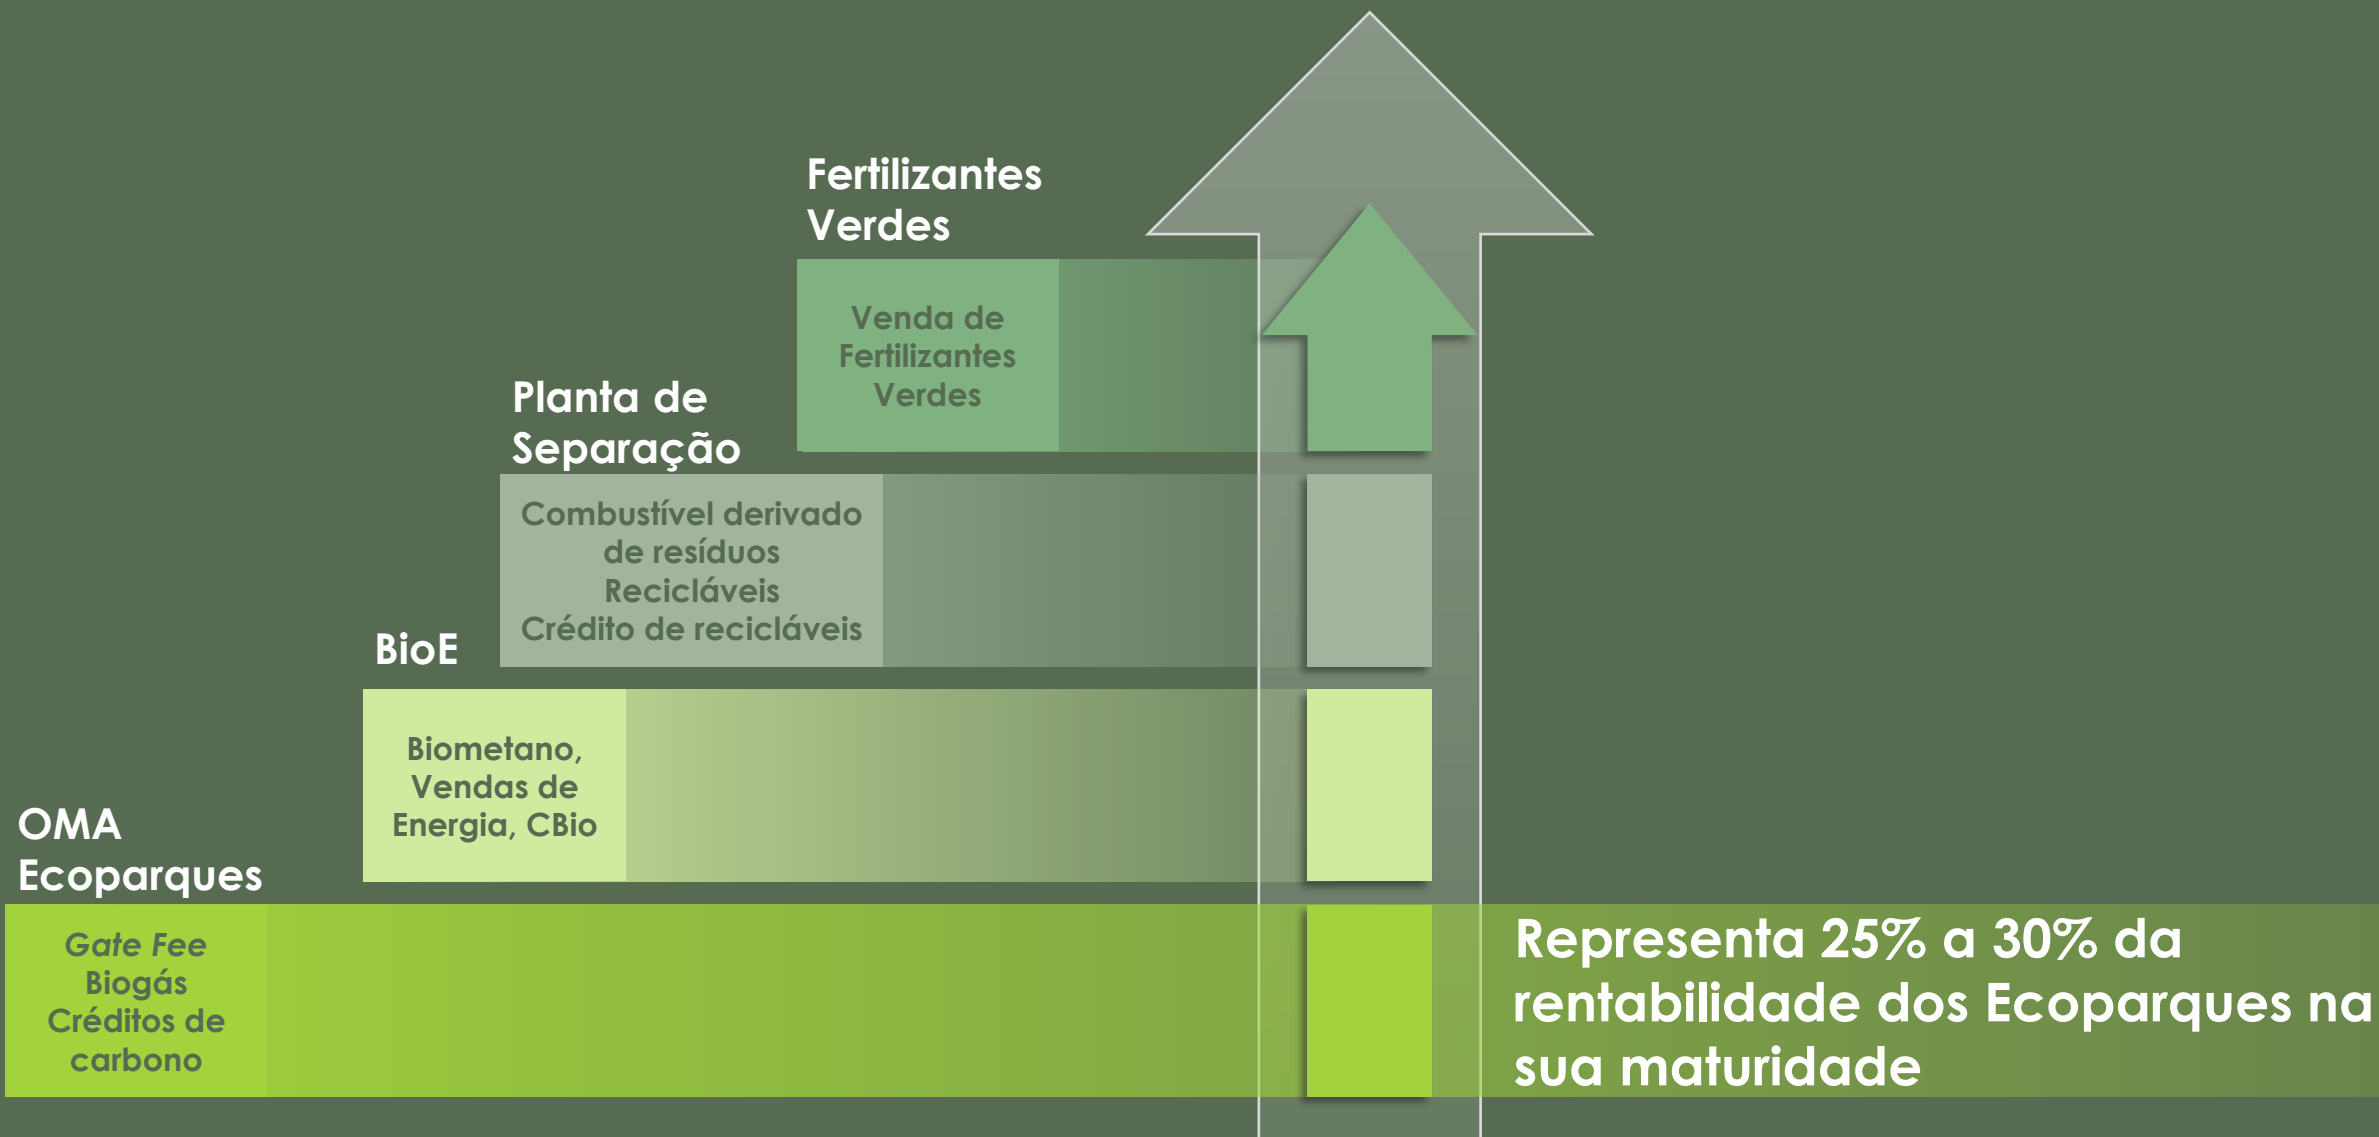 Fertilizantes
Verdes
Venda de
Fertilizantes
Verdes
Planta de
Separação
Combustível derivado
de resíduos
Recicláveis
Crédito de recicláveis
BioE
Biometano,
Vendas de
Energia, CBio
OMA
Ecoparques
Gate Fee
Biogás
Créditos de
carbono
Representa 25% a 30% da
rentabilidade dos Ecoparques na
sua maturidade